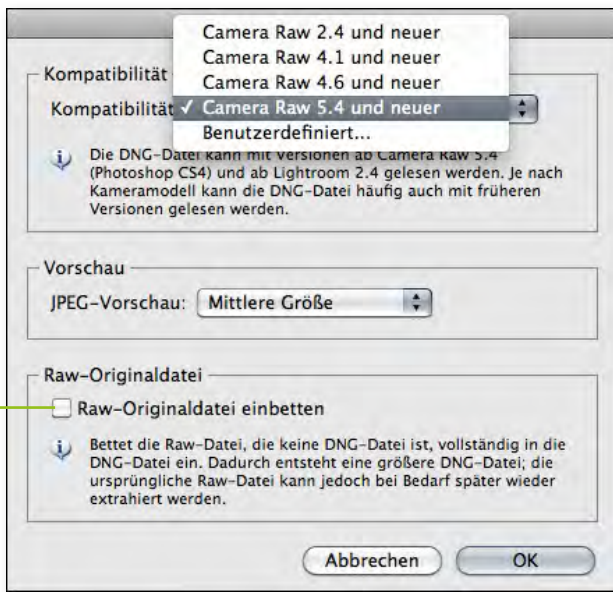 Camera Raw 2.4 und neuer
Camera Raw 4.1 und neuer
Camera Raw 4.6 und neuer
✓ Camera Raw 5.4 und neuer
Benutzerdefiniert...
Kompatibilität
Kompatibilität
Die DNG-Datei kann mit Versionen ab Camera Raw 5.4
(Photoshop CS4) und ab Lightroom 2.4 gelesen werden. Je nach
Kameramodell kann die DNG-Datei häufig auch mit früheren
Versionen gelesen werden.
Vorschau
JPEG-Vorschau: Mittlere Größe
Raw-Originaldatei
Raw-Originaldatei einbetten
Bettet die Raw-Datei, die keine DNG-Datei ist, vollständig in die
DNG-Datei ein. Dadurch entsteht eine größere DNG-Datei; die
ursprüngliche Raw-Datei kann jedoch bei Bedarf später wieder
extrahiert werden.
Abbrechen OK